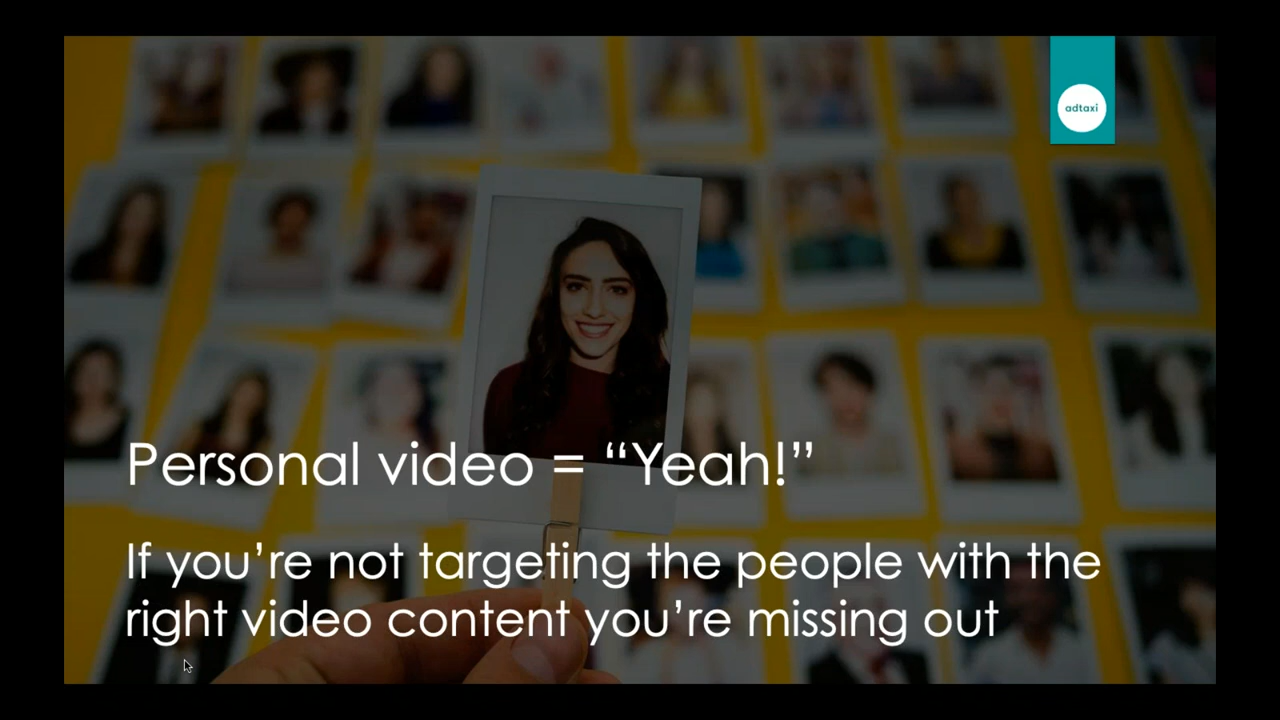 adtaxi
Personal video = “Yeah!”
If you’re not targeting the people with the
right video content you’re missing out